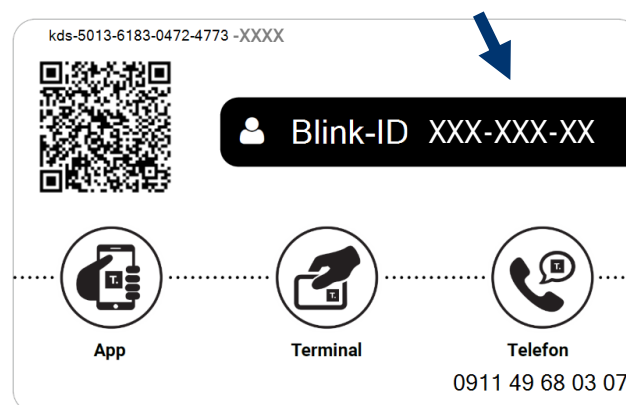 kds-5013-6183-0472-4773 -XXXX
Blink-ID XXX-XXX-XX
T.
T.
T.
App
Terminal
Telefon
0911 49 68 03 07